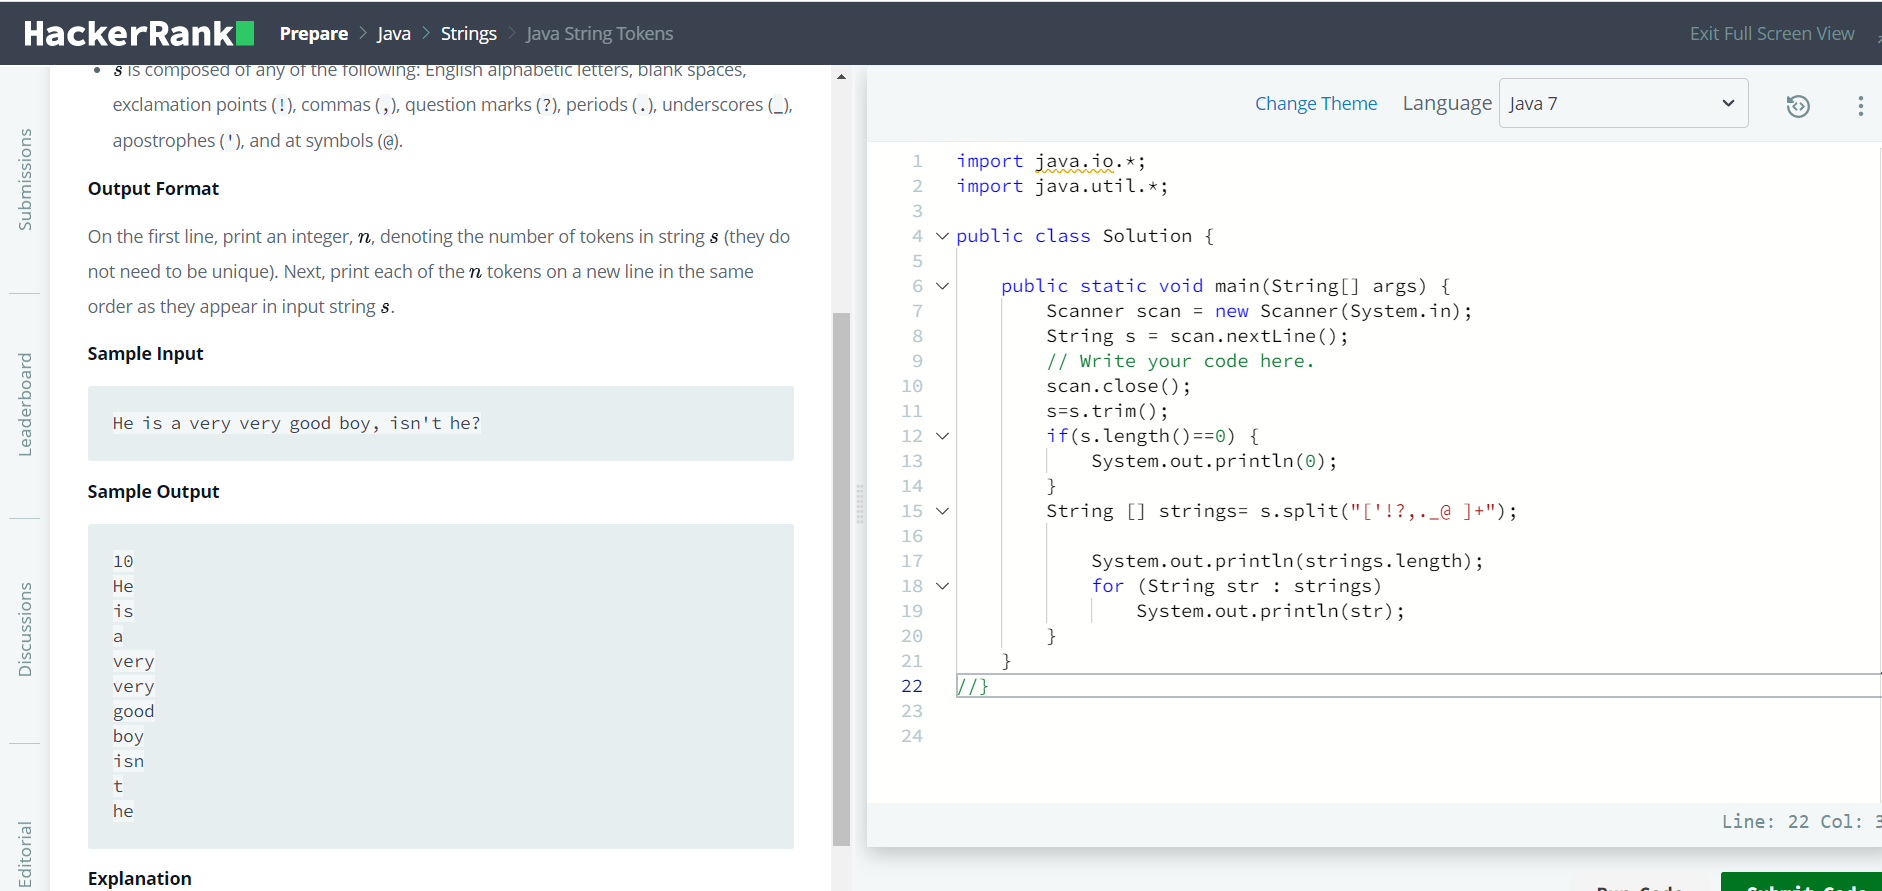 HackerRank Prepare > Java > Strings > Java String Tokens Exit Full Screen View
Submissions
Leaderboard
Discussions
Editorial
• s is composed of any of the following: English alphabetic letters, blank spaces,
exclamation points (!), commas (,), question marks (?), periods (.), underscores (_),
apostrophes ('), and at symbols (@).
Output Format
On the first line, print an integer, n, denoting the number of tokens in string s (they do
not need to be unique). Next, print each of the n tokens on a new line in the same
order as they appear in input string s.
Sample Input
He is a very very good boy, isn't he?
Sample Output
10
He
is
a
very
very
good
boy
isn
t
he
Explanation
Change Theme Language Java 7
1 import java.io.*;
2 import java.util.*;
3
4 public class Solution {
5
6 public static void main(String[] args) {
7 Scanner scan = new Scanner(System.in);
8 String s = scan.nextLine();
9 // Write your code here.
10 scan.close();
11 s=s.trim();
12 if(s.length()==0) {
13 System.out.println(0);
14 }
15 String [] strings= s.split("['!?,._@ ]+");
16
17 System.out.println(strings.length);
18 for (String str : strings)
19 System.out.println(str);
20 }
21 }
22 //}
23
24
Line: 22 Col: 3
Run Code Submit Code